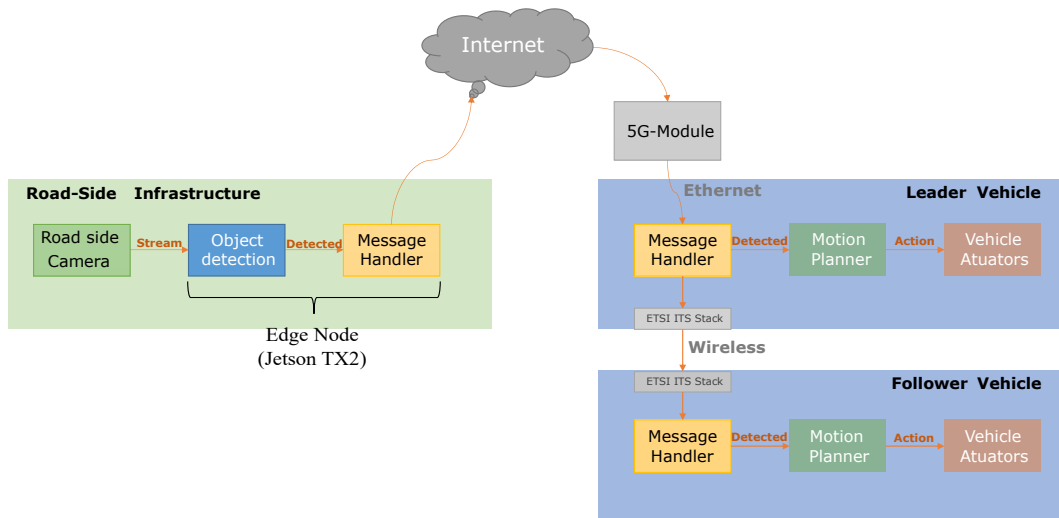 Internet
5G-Module
Ethernet
Road-Side Infrastructure
Road side
Camera
Stream
Object
detection
Detected
Message
Handler
Edge Node
(Jetson TX2)
Leader Vehicle
Message
Handler
Detected
Motion
Planner
Action
Vehicle
Atuators
ETSI ITS Stack
Wireless
ETSI ITS Stack
Follower Vehicle
Message
Handler
Detected
Motion
Planner
Action
Vehicle
Atuators